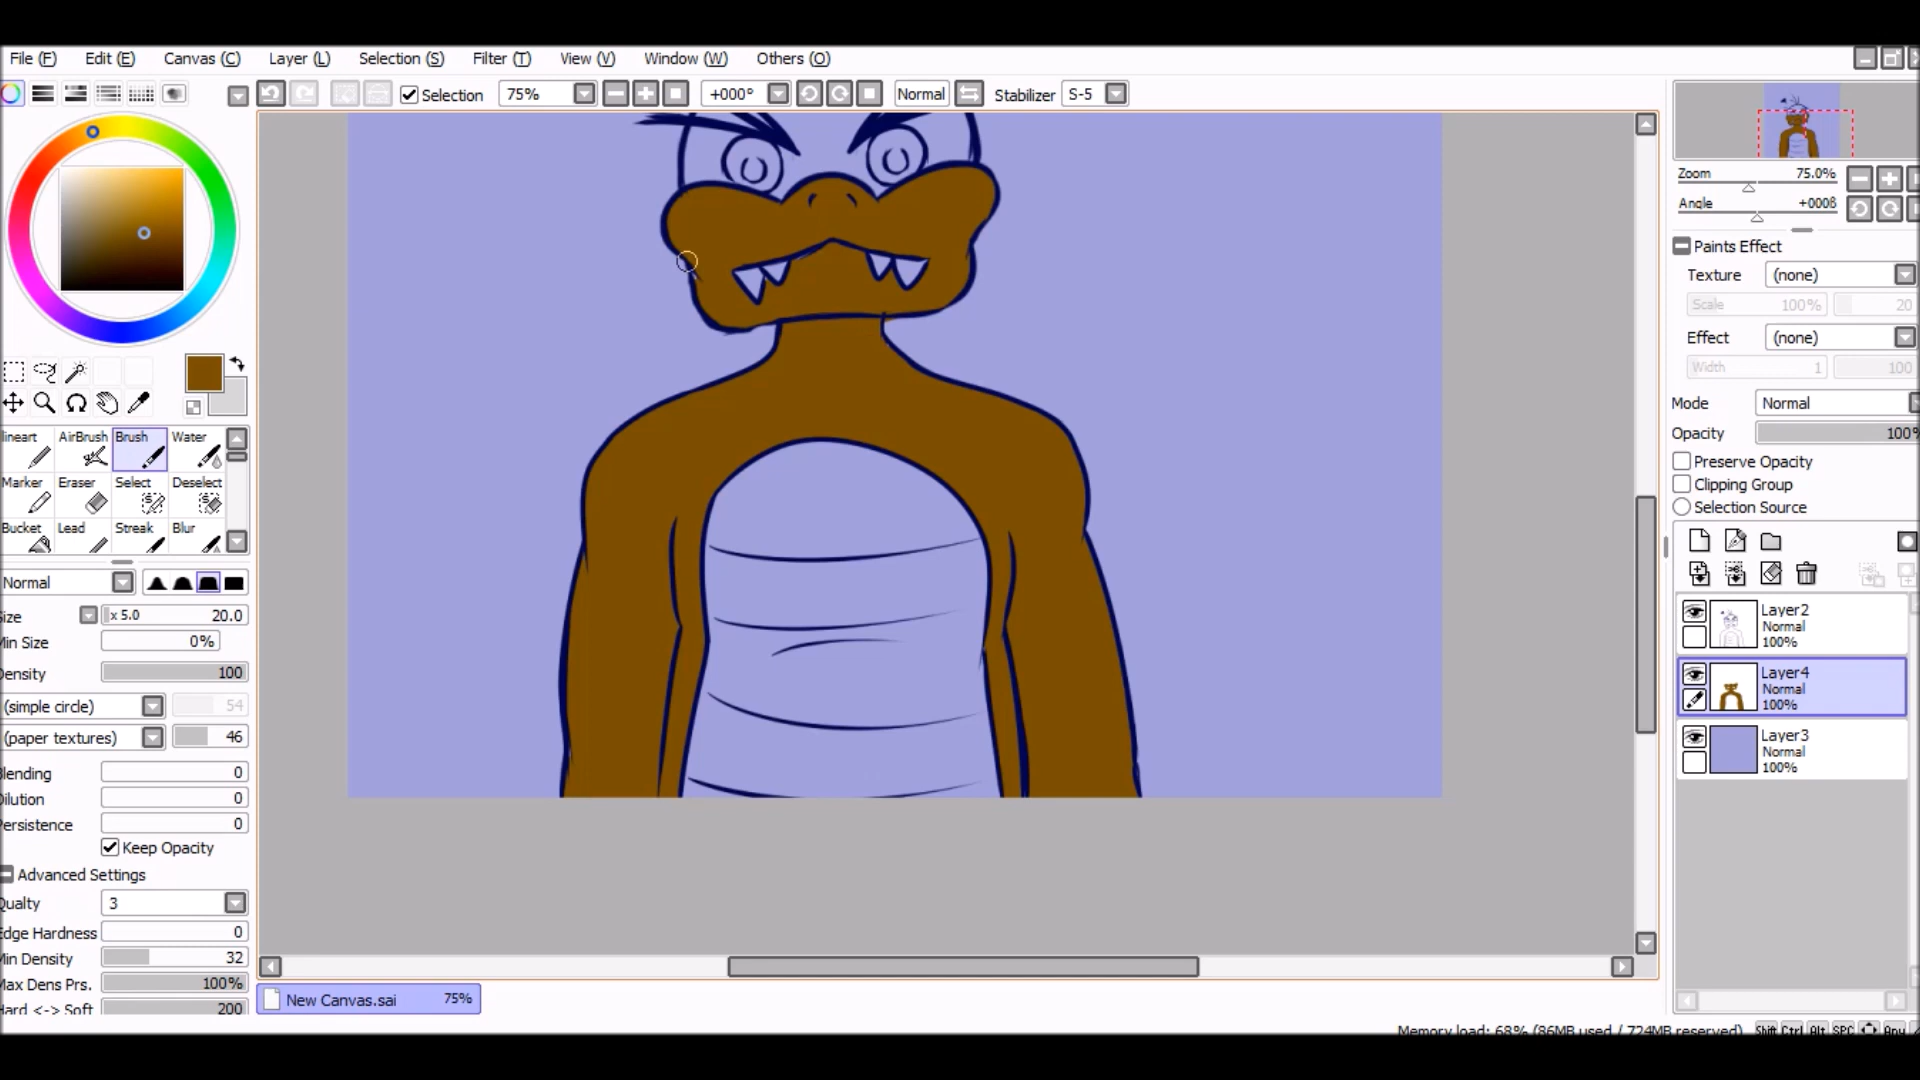 File (F) Edit (E) Canvas (C) Layer (L) Selection (S) Filter (T) View (V) Window (W) Others (O)
Selection 75% +000° Normal Stabilizer S-5
Zoom 75.0%
Angle +000ß
Paints Effect
Texture (none)
Scale 100% 20
Effect (none)
Width 1 100
Mode Normal
Opacity 100%
Preserve Opacity
Clipping Group
Selection Source
Layer2
Normal
100%
Layer4
Normal
100%
Layer3
Normal
100%
lineart AirBrush Brush Water
Marker Eraser Select Deselect
Bucket Lead Streak Blur
Normal
Size x 5.0 20.0
Min Size 0%
Density 100
(simple circle) 54
(paper textures) 46
Blending 0
Dilution 0
Persistence 0
Keep Opacity
Advanced Settings
Qualty 3
Edge Hardness 0
Min Density 32
Max Dens Prs. 100%
Hard <-> Soft 200
New Canvas.sai 75%
Memory load: 68% (86MB used / 724MB reserved) Shift Ctrl Alt SPC Any